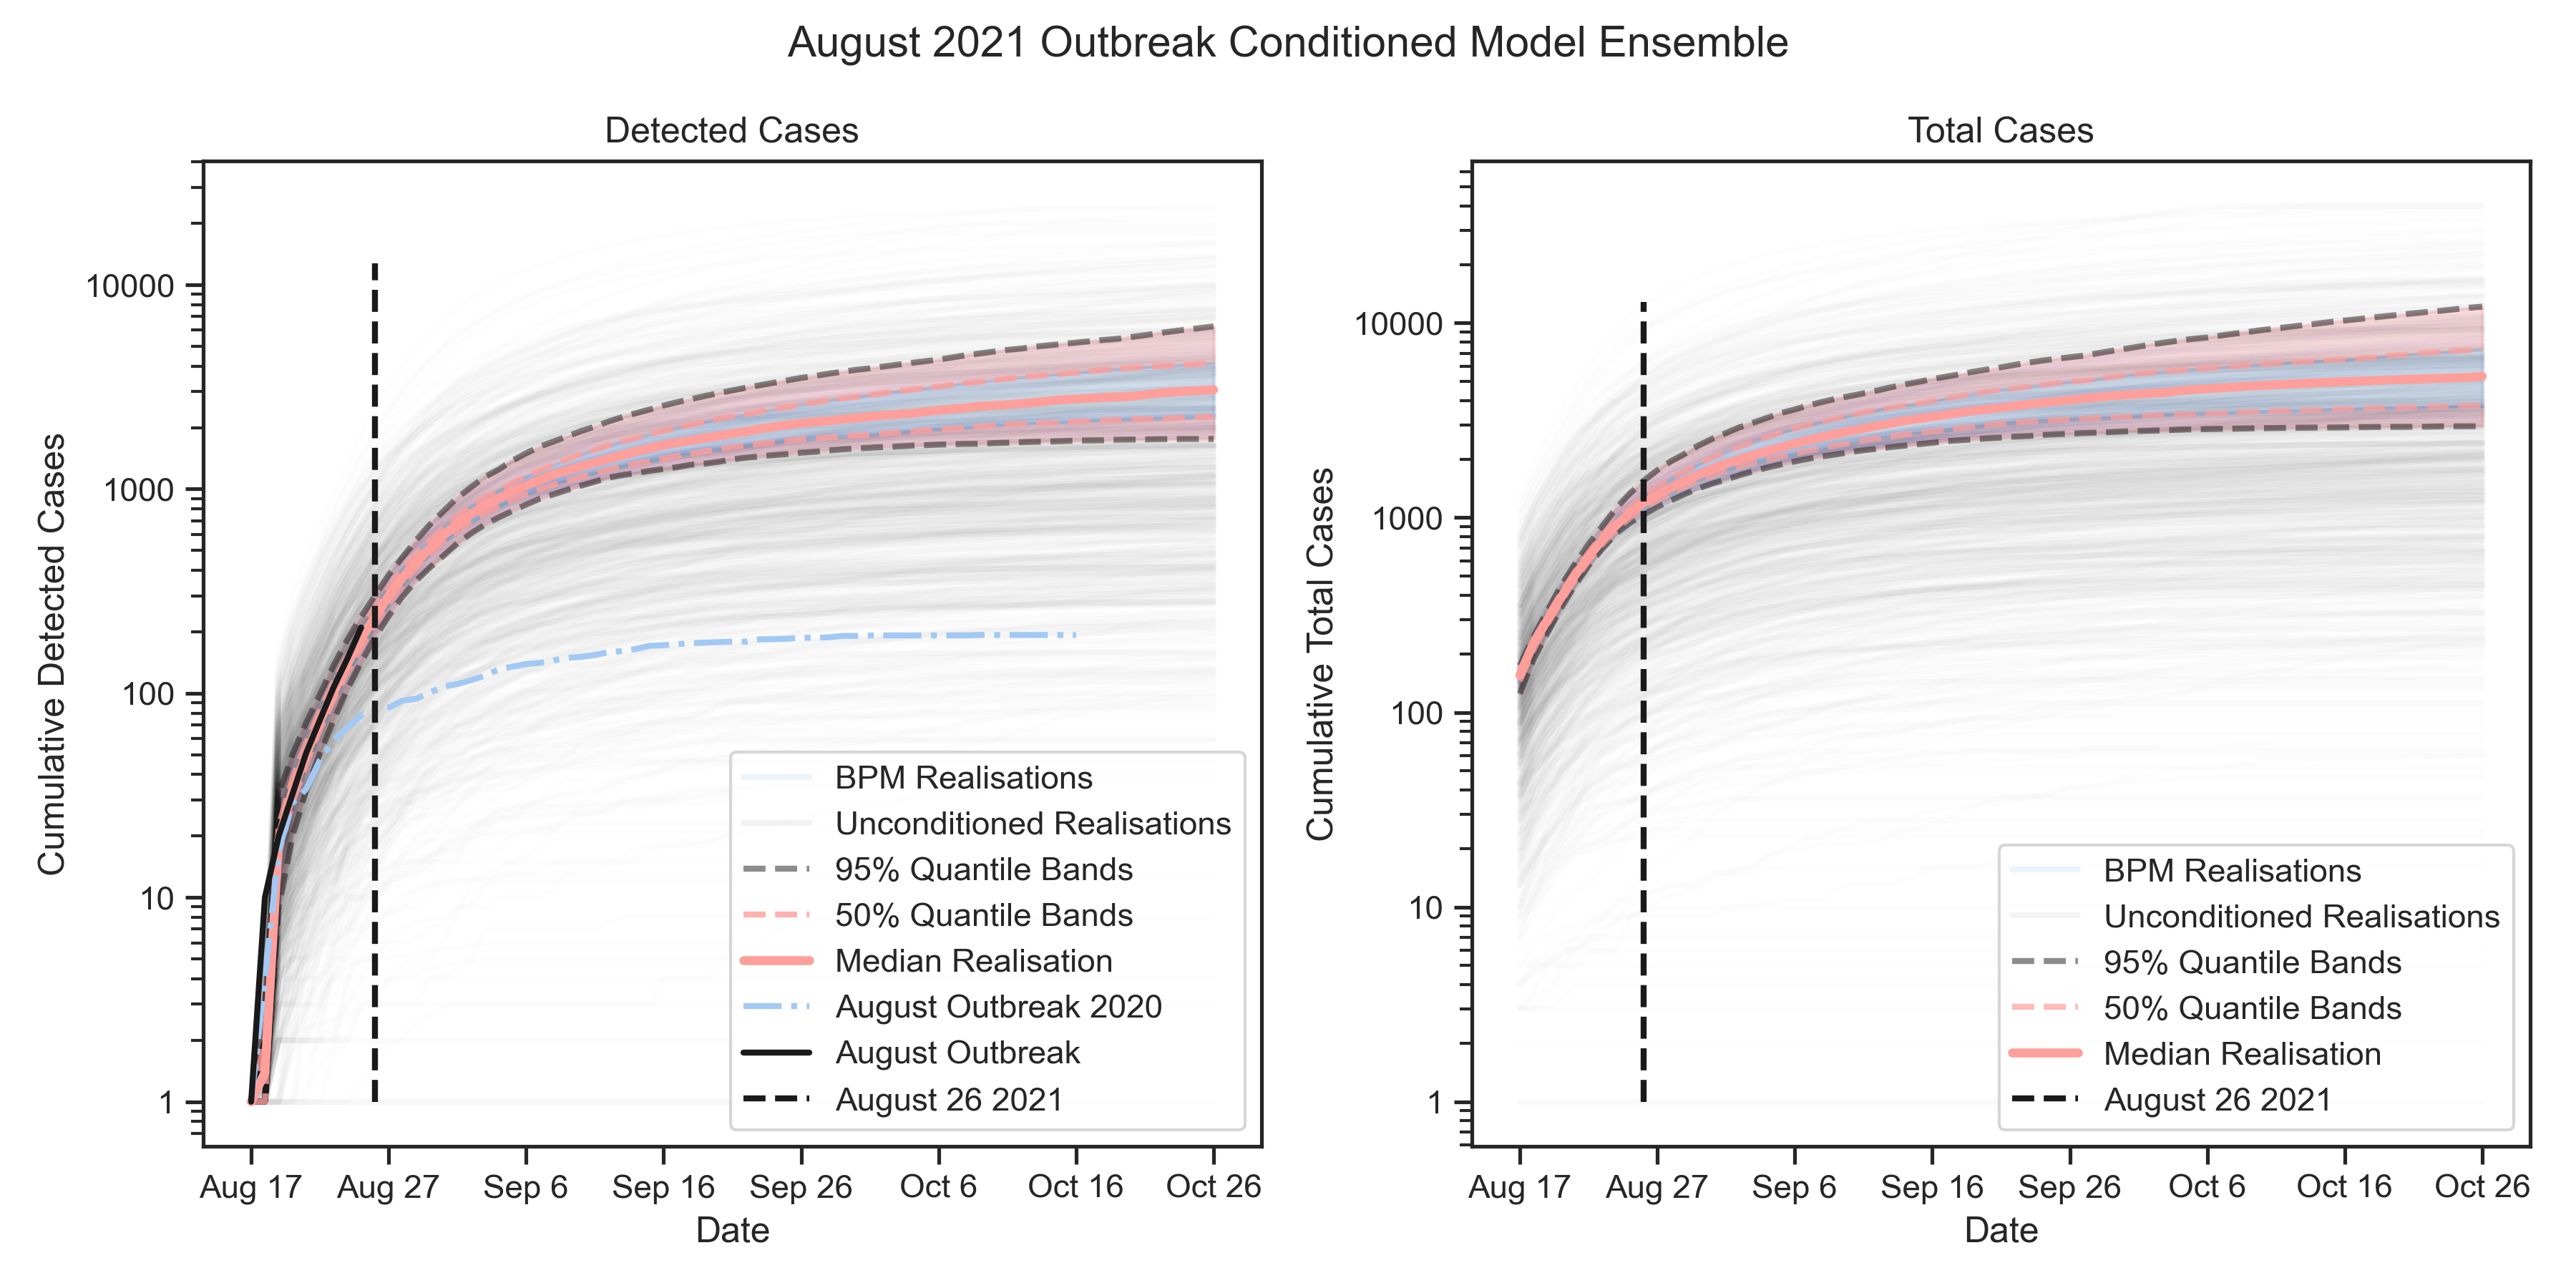 August 2021 Outbreak Conditioned Model Ensemble
Detected Cases
Cumulative Detected Cases
10000
1000
100
10
1
BPM Realisations
Unconditioned Realisations
95% Quantile Bands
50% Quantile Bands
Median Realisation
August Outbreak 2020
August Outbreak
August 26 2021
Aug 17
Aug 27
Sep 6
Sep 16
Sep 26
Oct 6
Oct 16
Oct 26
Date
Total Cases
Cumulative Total Cases
10000
1000
100
10
1
BPM Realisations
Unconditioned Realisations
95% Quantile Bands
50% Quantile Bands
Median Realisation
August 26 2021
Aug 17
Aug 27
Sep 6
Sep 16
Sep 26
Oct 6
Oct 16
Oct 26
Date